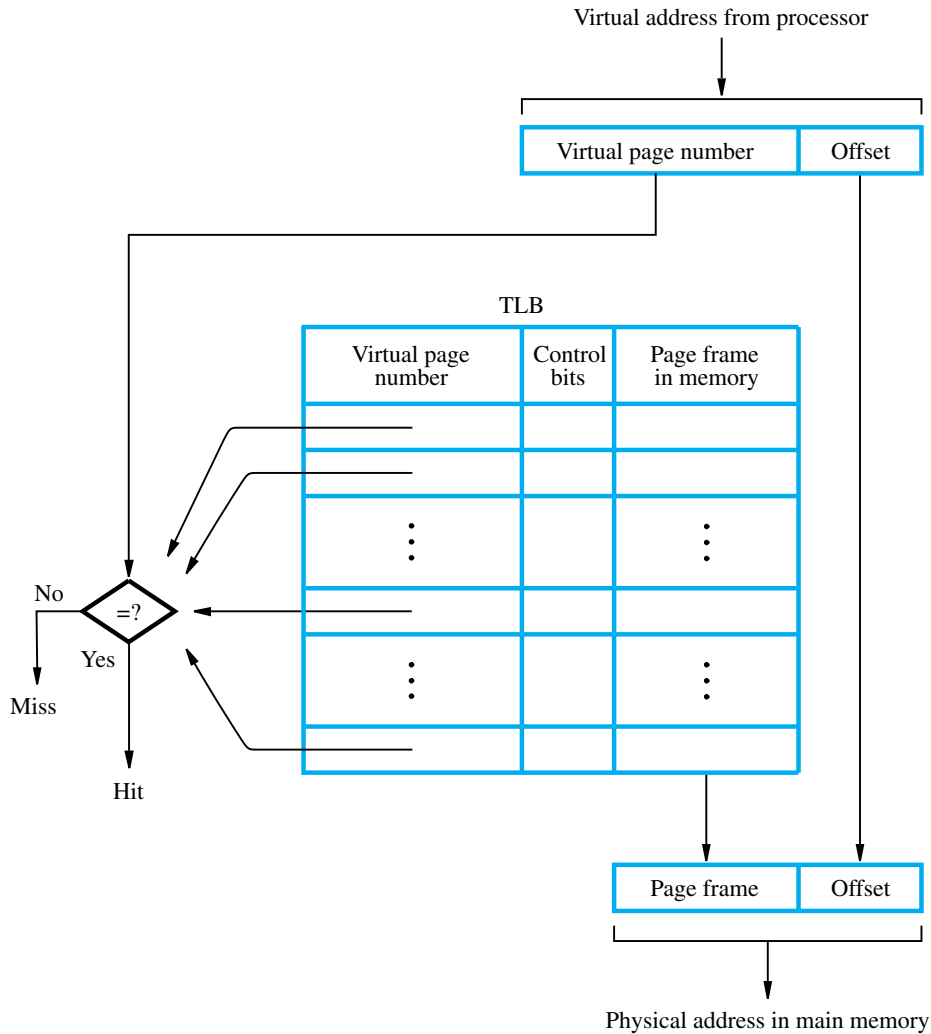 Virtual address from processor
Virtual page number
Offset
TLB
Virtual page
number
Control
bits
Page frame
in memory
No
=?
Yes
Miss
Hit
Page frame
Offset
Physical address in main memory